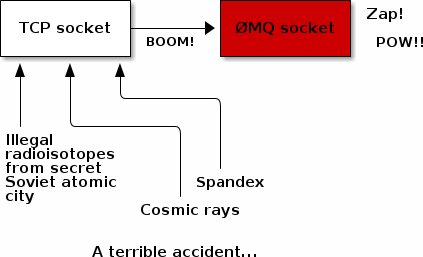 TCP socket
BOOM!
ØMQ socket
Zap!
POW!!
Illegal
radioisotopes
from secret
Soviet atomic
city
Spandex
Cosmic rays
A terrible accident...